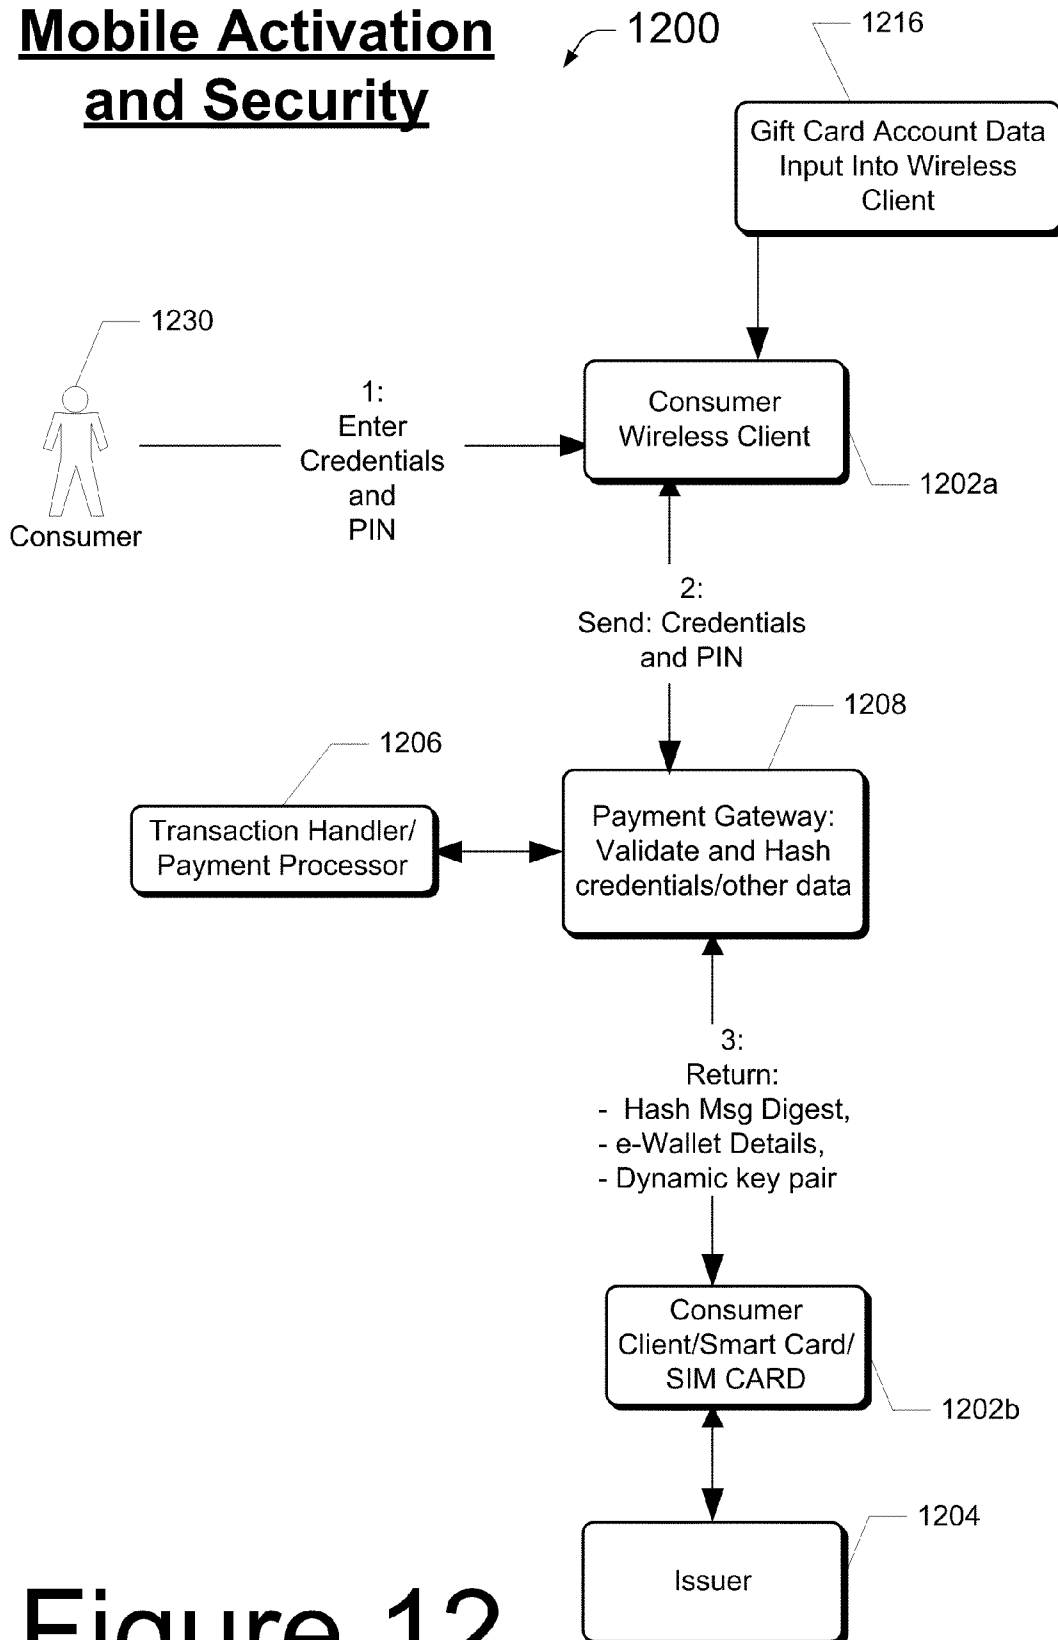 Mobile Activation
and Security
1200
1216
Gift Card Account Data
Input Into Wireless
Client
1230
Consumer
1:
Enter
Credentials
and
PIN
Consumer
Wireless Client
1202a
2:
Send: Credentials
and PIN
1208
1206
Transaction Handler/
Payment Processor
Payment Gateway:
Validate and Hash
credentials/other data
3:
Return:
- Hash Msg Digest,
- e-Wallet Details,
- Dynamic key pair
Consumer
Client/Smart Card/
SIM CARD
1202b
1204
Issuer
Figure 12